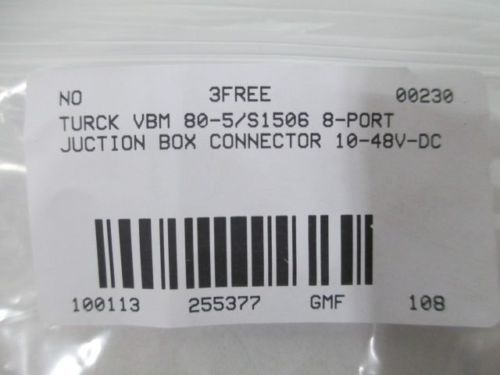 NO 3FREE 00230
TURCK VBM 80-5/S1506 8-PORT
JUCTION BOX CONNECTOR 10-48V-DC
100113 255377 GMF 108